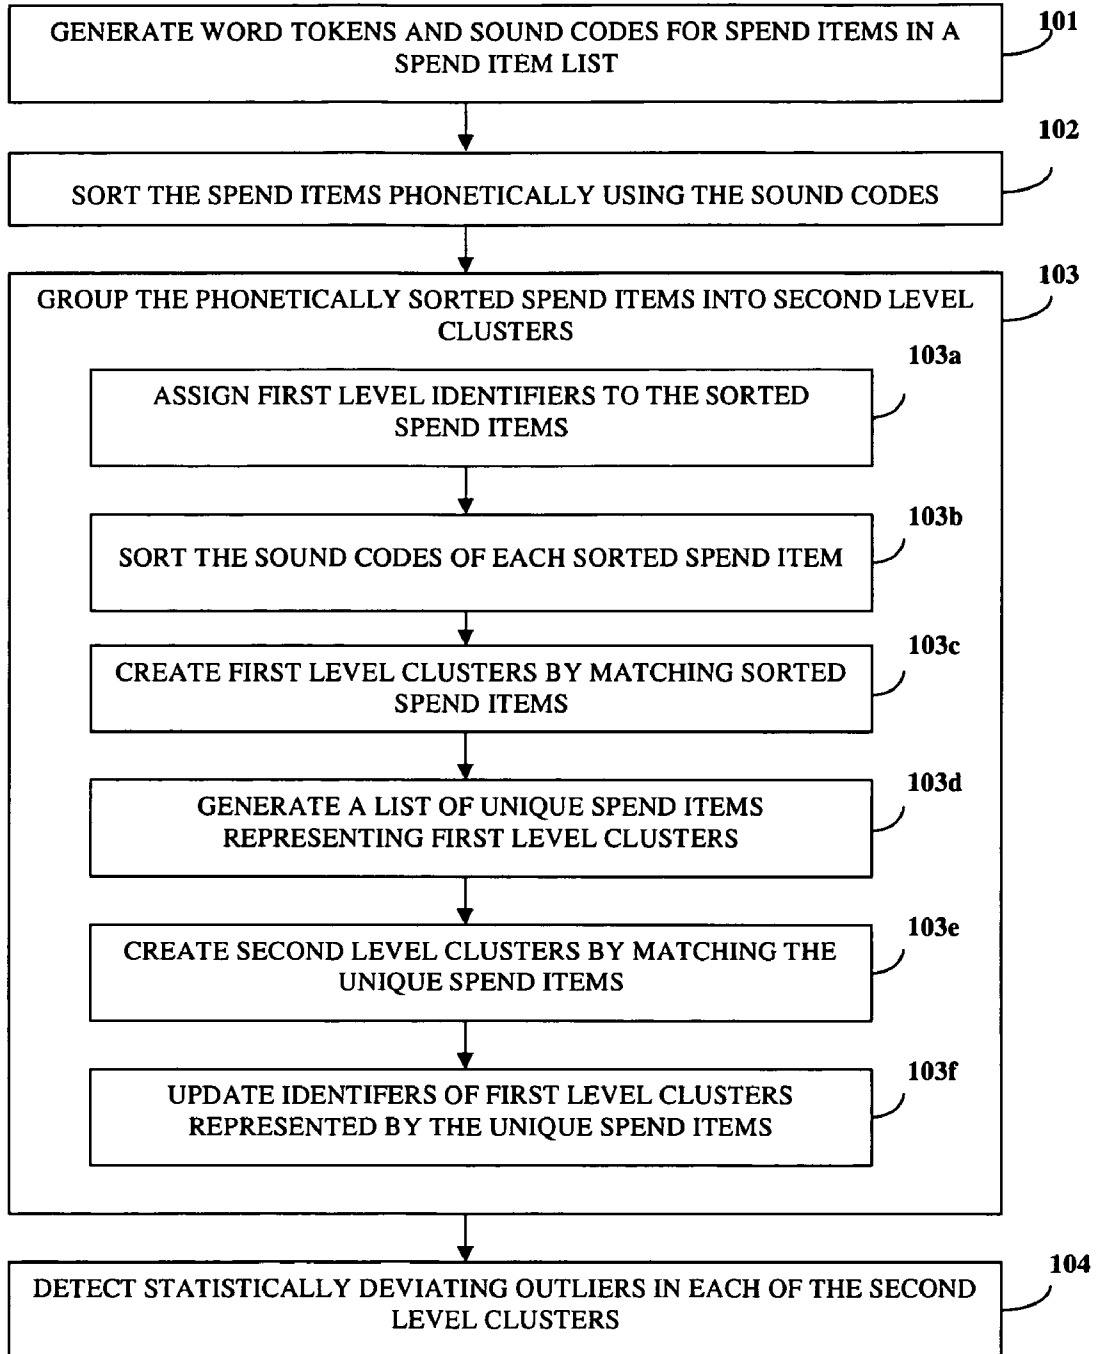 GENERATE WORD TOKENS AND SOUND CODES FOR SPEND ITEMS IN A
SPEND ITEM LIST
101
102
SORT THE SPEND ITEMS PHONETICALLY USING THE SOUND CODES
103
GROUP THE PHONETICALLY SORTED SPEND ITEMS INTO SECOND LEVEL
CLUSTERS
103a
ASSIGN FIRST LEVEL IDENTIFIERS TO THE SORTED
SPEND ITEMS
103b
SORT THE SOUND CODES OF EACH SORTED SPEND ITEM
103c
CREATE FIRST LEVEL CLUSTERS BY MATCHING SORTED
SPEND ITEMS
103d
GENERATE A LIST OF UNIQUE SPEND ITEMS
REPRESENTING FIRST LEVEL CLUSTERS
103e
CREATE SECOND LEVEL CLUSTERS BY MATCHING THE
UNIQUE SPEND ITEMS
103f
UPDATE IDENTIFERS OF FIRST LEVEL CLUSTERS
REPRESENTED BY THE UNIQUE SPEND ITEMS
104
DETECT STATISTICALLY DEVIATING OUTLIERS IN EACH OF THE SECOND
LEVEL CLUSTERS